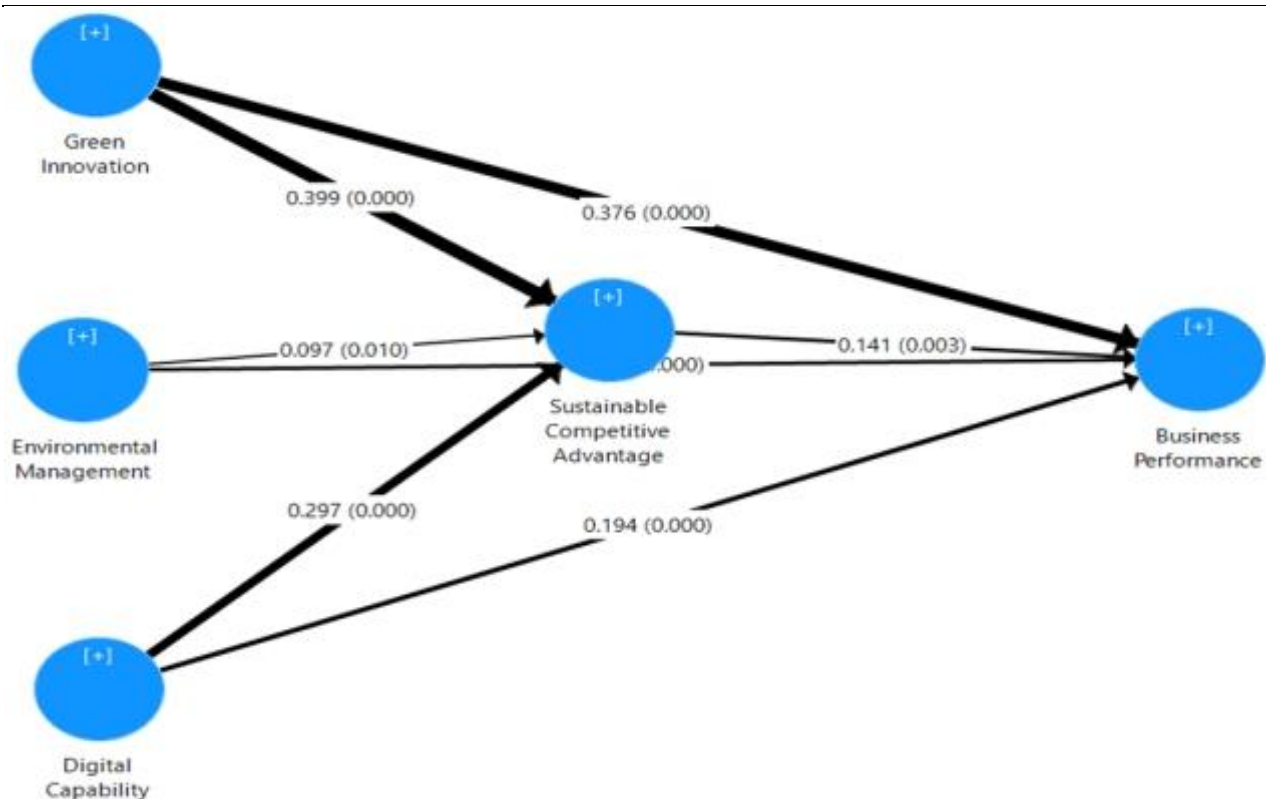 [+]
Green
Innovation
0.399 (0.000)
0.376 (0.000)
[+]
[+]
[+]
0.097 (0.010)
0.141 (0.003)
.000)
Environmental
Management
Sustainable
Competitive
Advantage
Business
Performance
0.297 (0.000)
0.194 (0.000)
[+]
Digital
Capability